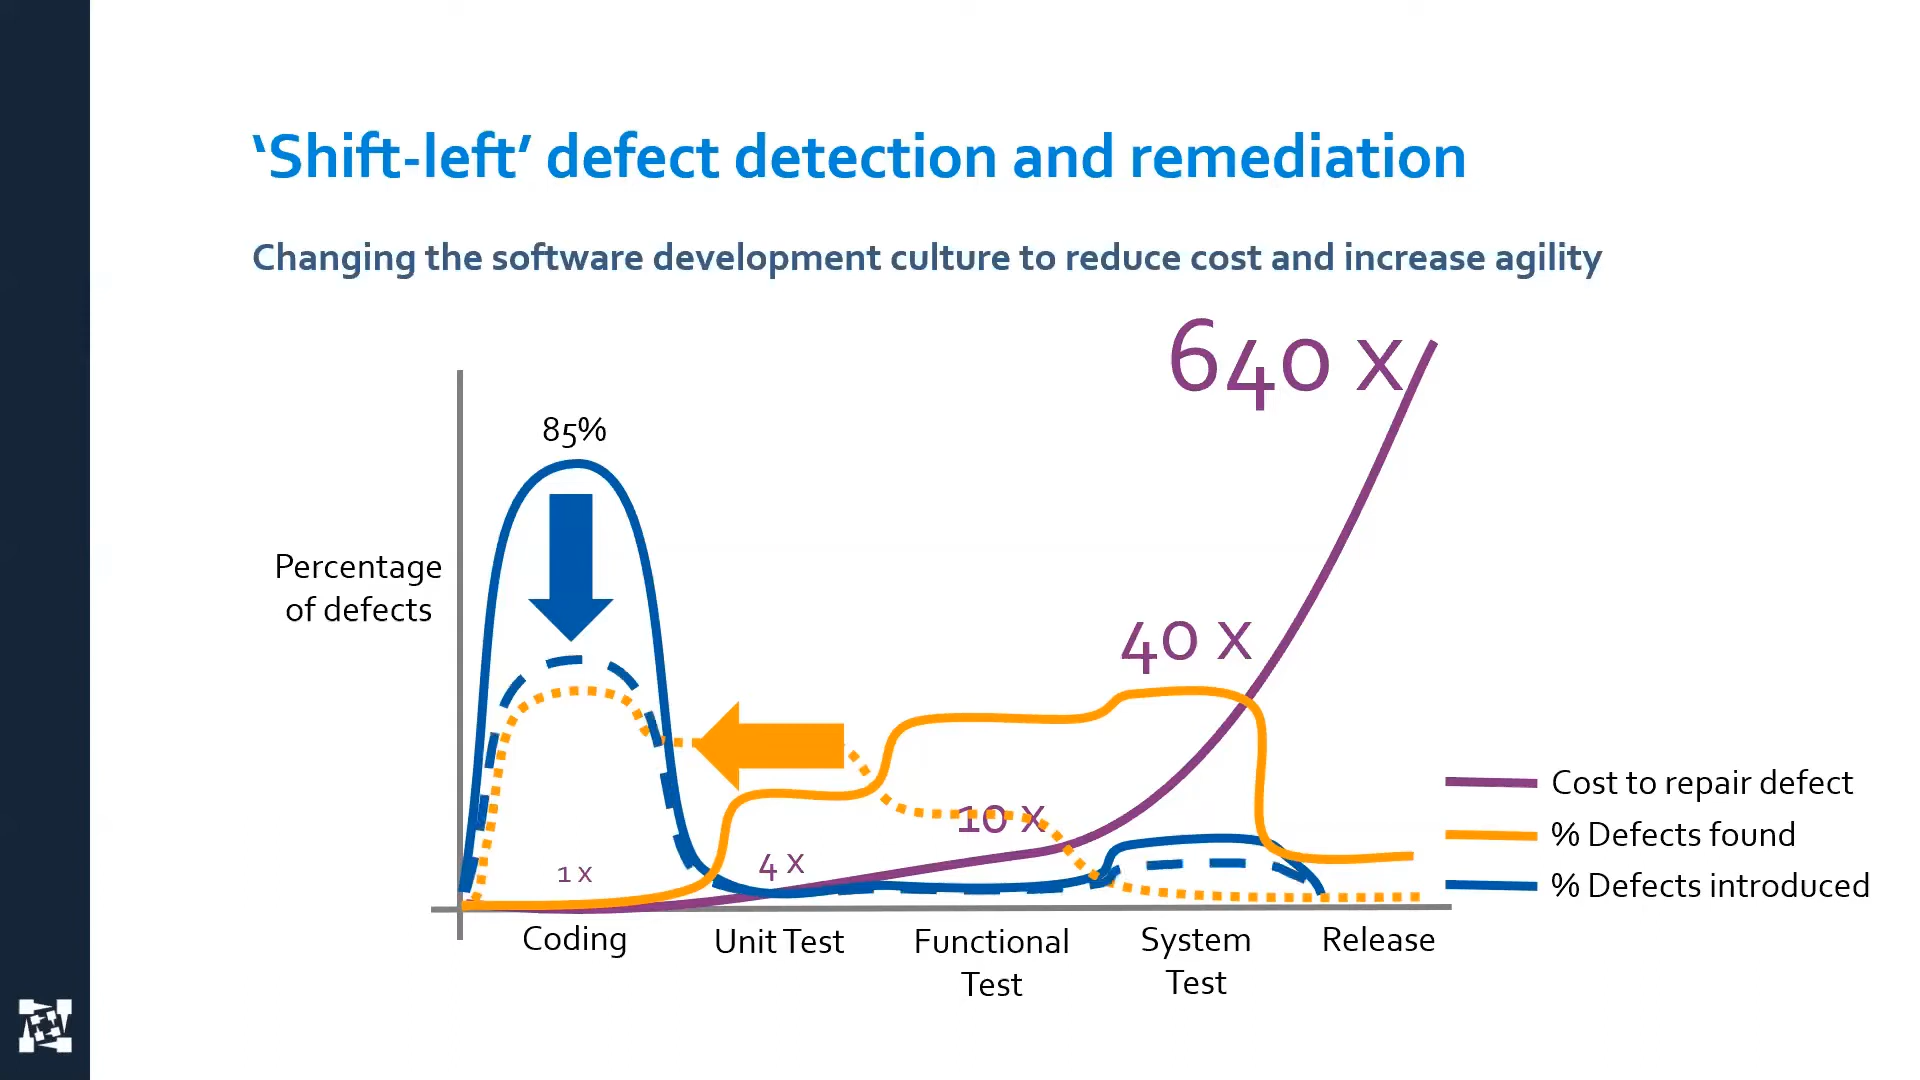 ‘Shift-left’ defect detection and remediation
Changing the software development culture to reduce cost and increase agility
640 x
85%
Percentage
of defects
40 x
10 x
4 x
1 x
Cost to repair defect
% Defects found
% Defects introduced
Coding
Unit Test
Functional
Test
System
Test
Release